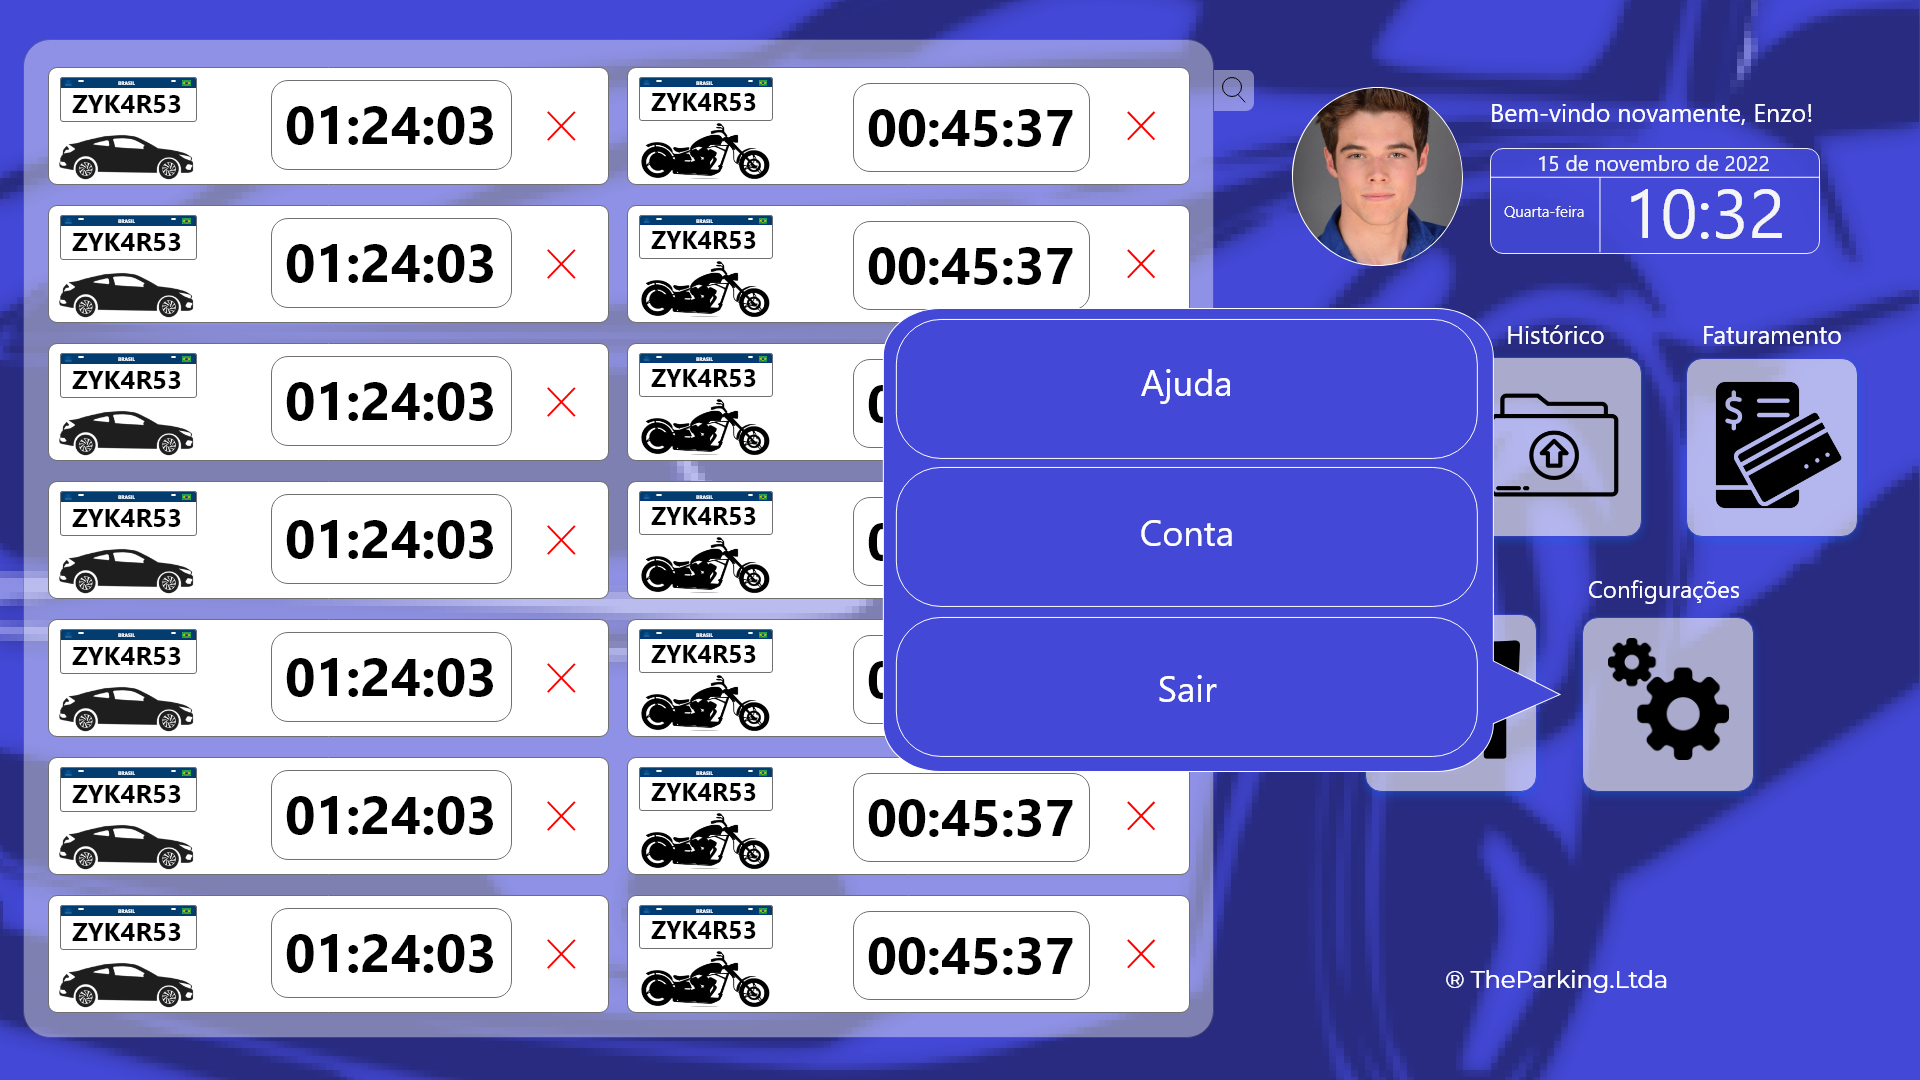 BRASIL
ZYK4R53
01:24:03
BRASIL
ZYK4R53
00:45:37
BRASIL
ZYK4R53
01:24:03
BRASIL
ZYK4R53
00:45:37
BRASIL
ZYK4R53
01:24:03
BRASIL
ZYK4R53
BRASIL
ZYK4R53
01:24:03
BRASIL
ZYK4R53
BRASIL
ZYK4R53
01:24:03
BRASIL
ZYK4R53
BRASIL
ZYK4R53
01:24:03
BRASIL
ZYK4R53
00:45:37
BRASIL
ZYK4R53
01:24:03
BRASIL
ZYK4R53
00:45:37
Bem-vindo novamente, Enzo!
15 de novembro de 2022
Quarta-feira
10:32
Histórico
Faturamento
$
Ajuda
Conta
Sair
Configurações
® TheParking.Ltda